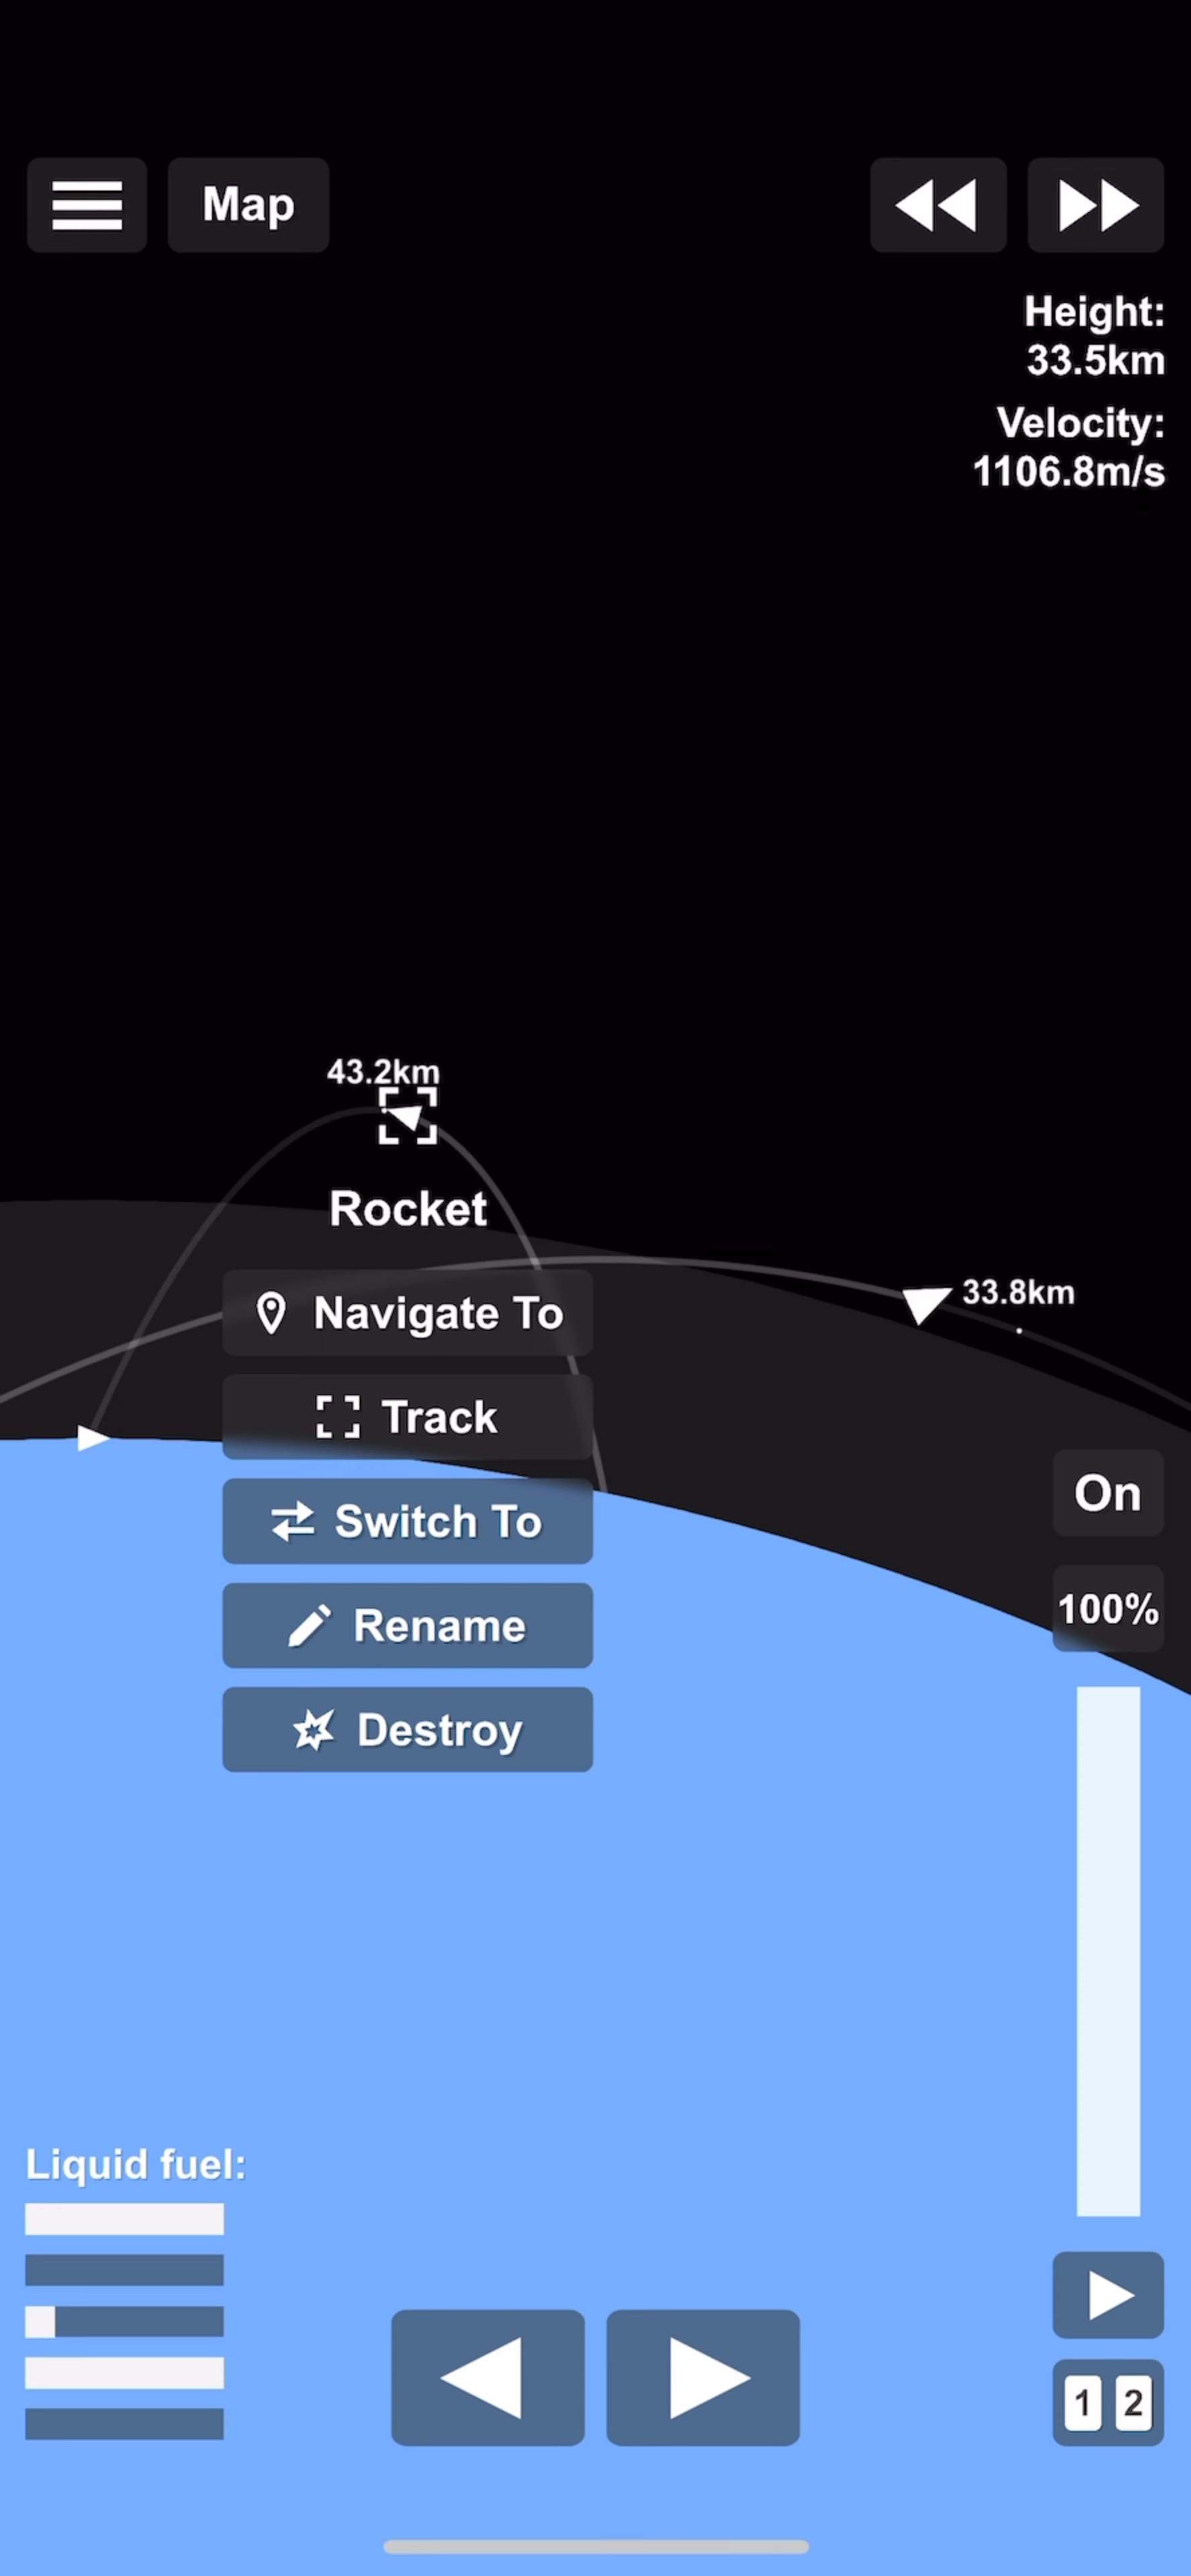 Map
Height:
33.5km
Velocity:
1106.8m/s
43.2km
Rocket
33.8km
Navigate To
Track
Switch To
Rename
Destroy
On
100%
Liquid fuel:
1 2